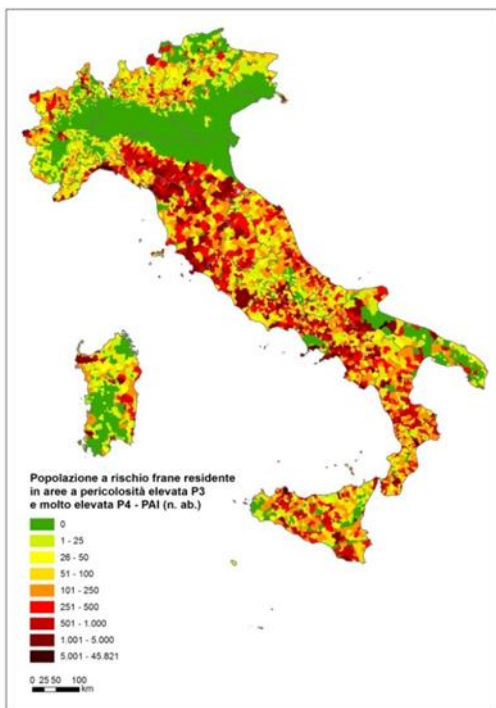 Popolazione a rischio frane residente
in aree a pericolosità elevata P3
e molto elevata P4 - PAI (n. ab.)
0
1 - 25
26 - 50
51 - 100
101 - 250
251 - 500
501 - 1.000
1.001 - 5.000
5.001 - 45.821
0 25 50 100
km